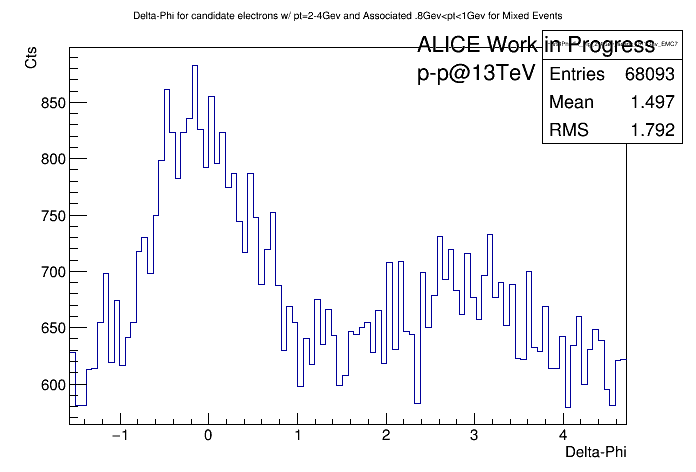 Delta-Phi for candidate electrons w/ pt=2-4Gev and Associated .8Gev<pt<1Gev for Mixed Events
Cts
ALICE Work in Progress
p-p@13TeV
Entries 68093
Mean 1.497
RMS 1.792
850
800
750
700
650
600
−1 0 1 2 3 4
Delta-Phi